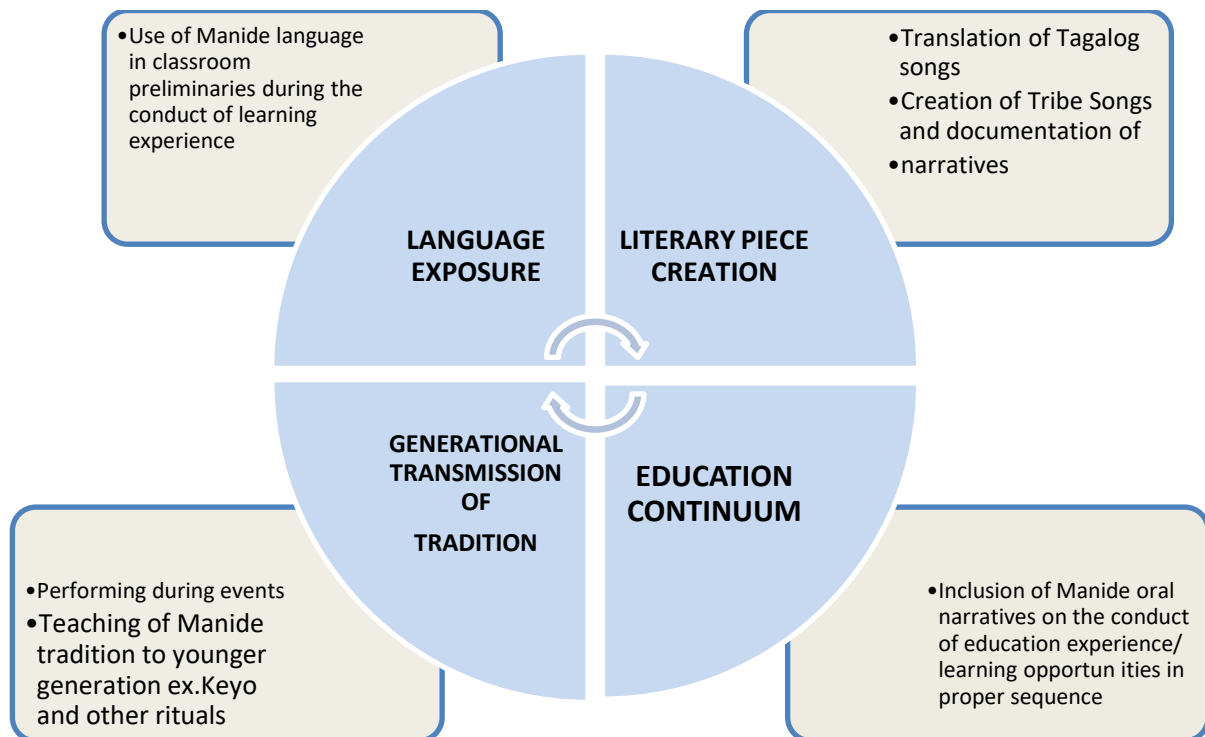 •Use of Manide language
in classroom
preliminaries during the
conduct of learning
experience
•Translation of Tagalog
songs
•Creation of Tribe Songs
and documentation of
•narratives
LANGUAGE
EXPOSURE
LITERARY PIECE
CREATION
GENERATIONAL
TRANSMISSION
OF
TRADITION
EDUCATION
CONTINUUM
•Performing during events
•Teaching of Manide
tradition to younger
generation ex.Keyo
and other rituals
•Inclusion of Manide oral
narratives on the conduct
of education experience/
learning opportun ities in
proper sequence